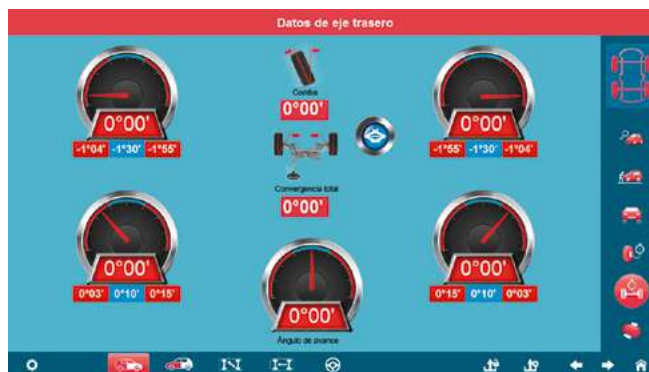 Datos de eje trasero
0°00'
-1°04' -1°30' -1°55'
Comba
0°00'
0°00'
-1°55' -1°30' -1°04'
Convergencia total
0°00'
0°00'
0°03' 0°10' 0°15'
0°00'
0°15' 0°10' 0°03'
0°00'
Ángulo de avance